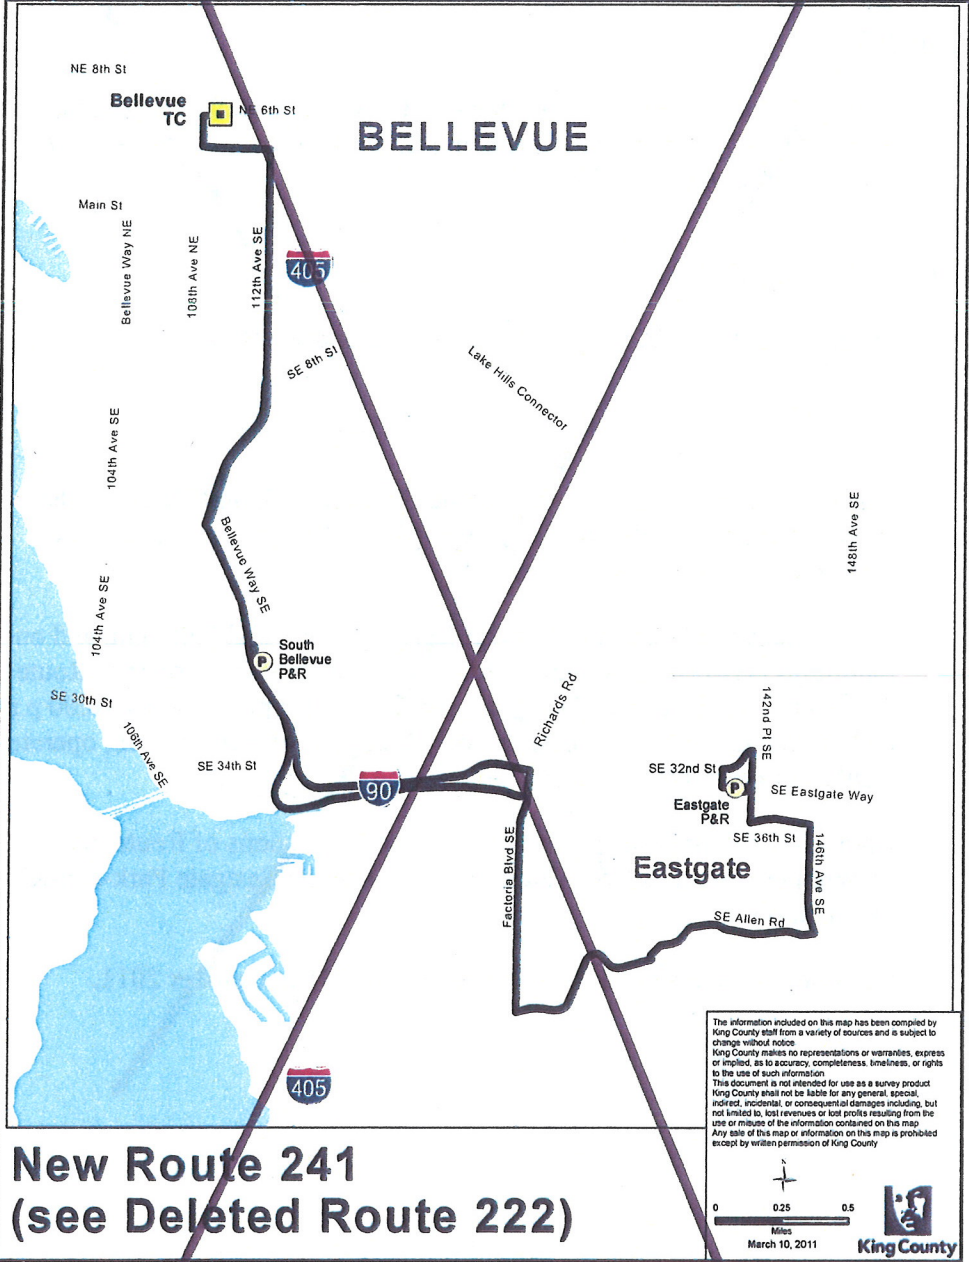 NE 8th St
Bellevue
TC
NE 6th St
BELLEVUE
Main St
Bellevue Way NE
108th Ave NE
112th Ave SE
405
SE 8th St
Lake Hills Connector
104th Ave SE
148th Ave SE
Bellevue Way SE
104th Ave SE
P
South
Bellevue
P&R
SE 30th St
Richards Rd
142nd Pl SE
106th Ave SE
SE 34th St
90
SE 32nd St
P
SE Eastgate Way
Eastgate
P&R
SE 36th St
Factoria Blvd SE
Eastgate
146th Ave SE
SE Allen Rd
405
The information included on this map has been compiled by
King County staff from a variety of sources and is subject to
change without notice
King County makes no representations or warranties, express
or implied, as to accuracy, completeness, timeliness, or rights
to the use of such information
This document is not intended for use as a survey product
King County shall not be liable for any general, special,
indirect, incidental, or consequential damages including, but
not limited to, lost revenues or lost profits resulting from the
use or misuse of the information contained on this map
Any sale of this map or information on this map is prohibited
except by written permission of King County
N
0 0.25 0.5
Miles
March 10, 2011
King County
New Route 241
(see Deleted Route 222)